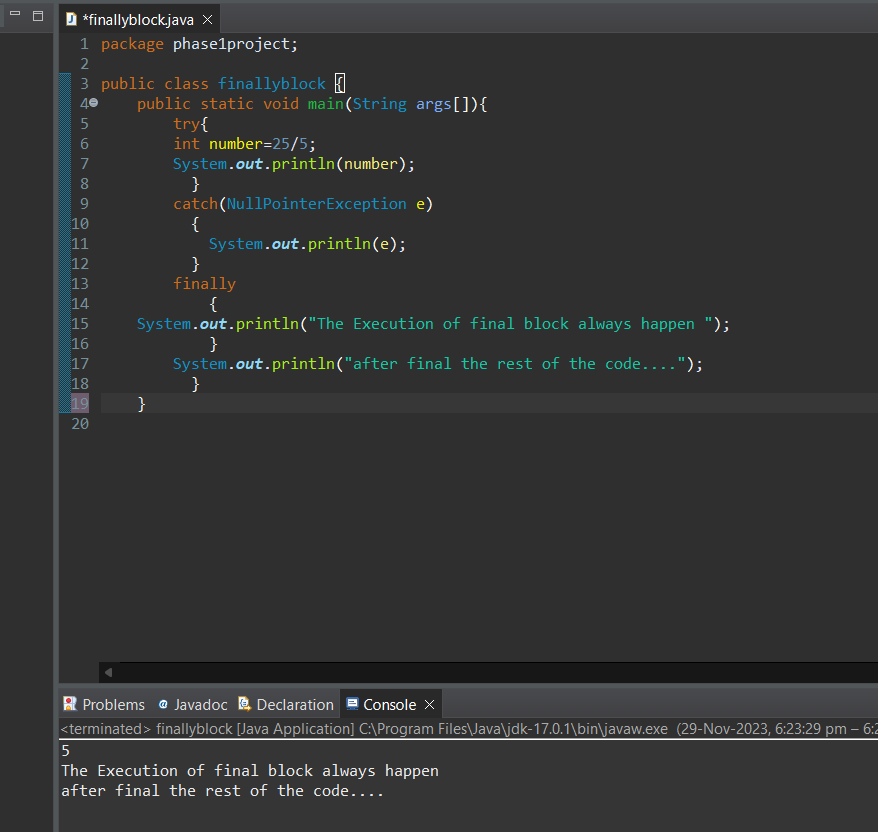 *finallyblock.java
1 package phase1project;
2
3 public class finallyblock {
4 public static void main(String args[]){
5 try{
6 int number=25/5;
7 System.out.println(number);
8 }
9 catch(NullPointerException e)
10 {
11 System.out.println(e);
12 }
13 finally
14 {
15 System.out.println("The Execution of final block always happen ");
16 }
17 System.out.println("after final the rest of the code....");
18 }
19 }
20
Problems @ Javadoc Declaration Console
<terminated> finallyblock [Java Application] C:\Program Files\Java\jdk-17.0.1\bin\javaw.exe (29-Nov-2023, 6:23:29 pm – 6:2
5
The Execution of final block always happen
after final the rest of the code....